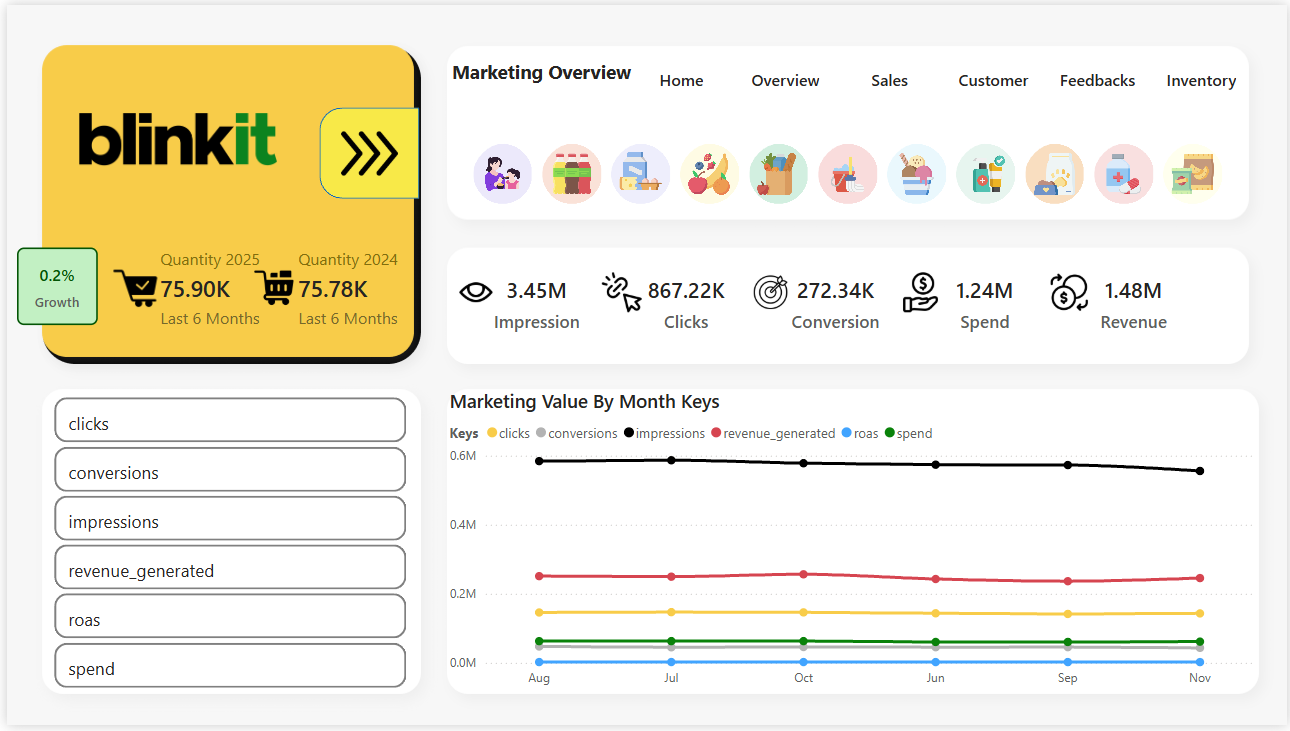 blinkit
0.2%
Growth
Quantity 2025
75.90K
Last 6 Months
Quantity 2024
75.78K
Last 6 Months
Marketing Overview
Home
Overview
Sales
Customer
Feedbacks
Inventory
3.45M
Impression
867.22K
Clicks
272.34K
Conversion
1.24M
Spend
1.48M
Revenue
clicks
conversions
impressions
revenue_generated
roas
spend
Marketing Value By Month Keys
Keys clicks conversions impressions revenue_generated roas spend
0.6M
0.4M
0.2M
0.0M
Aug Jul Oct Jun Sep Nov